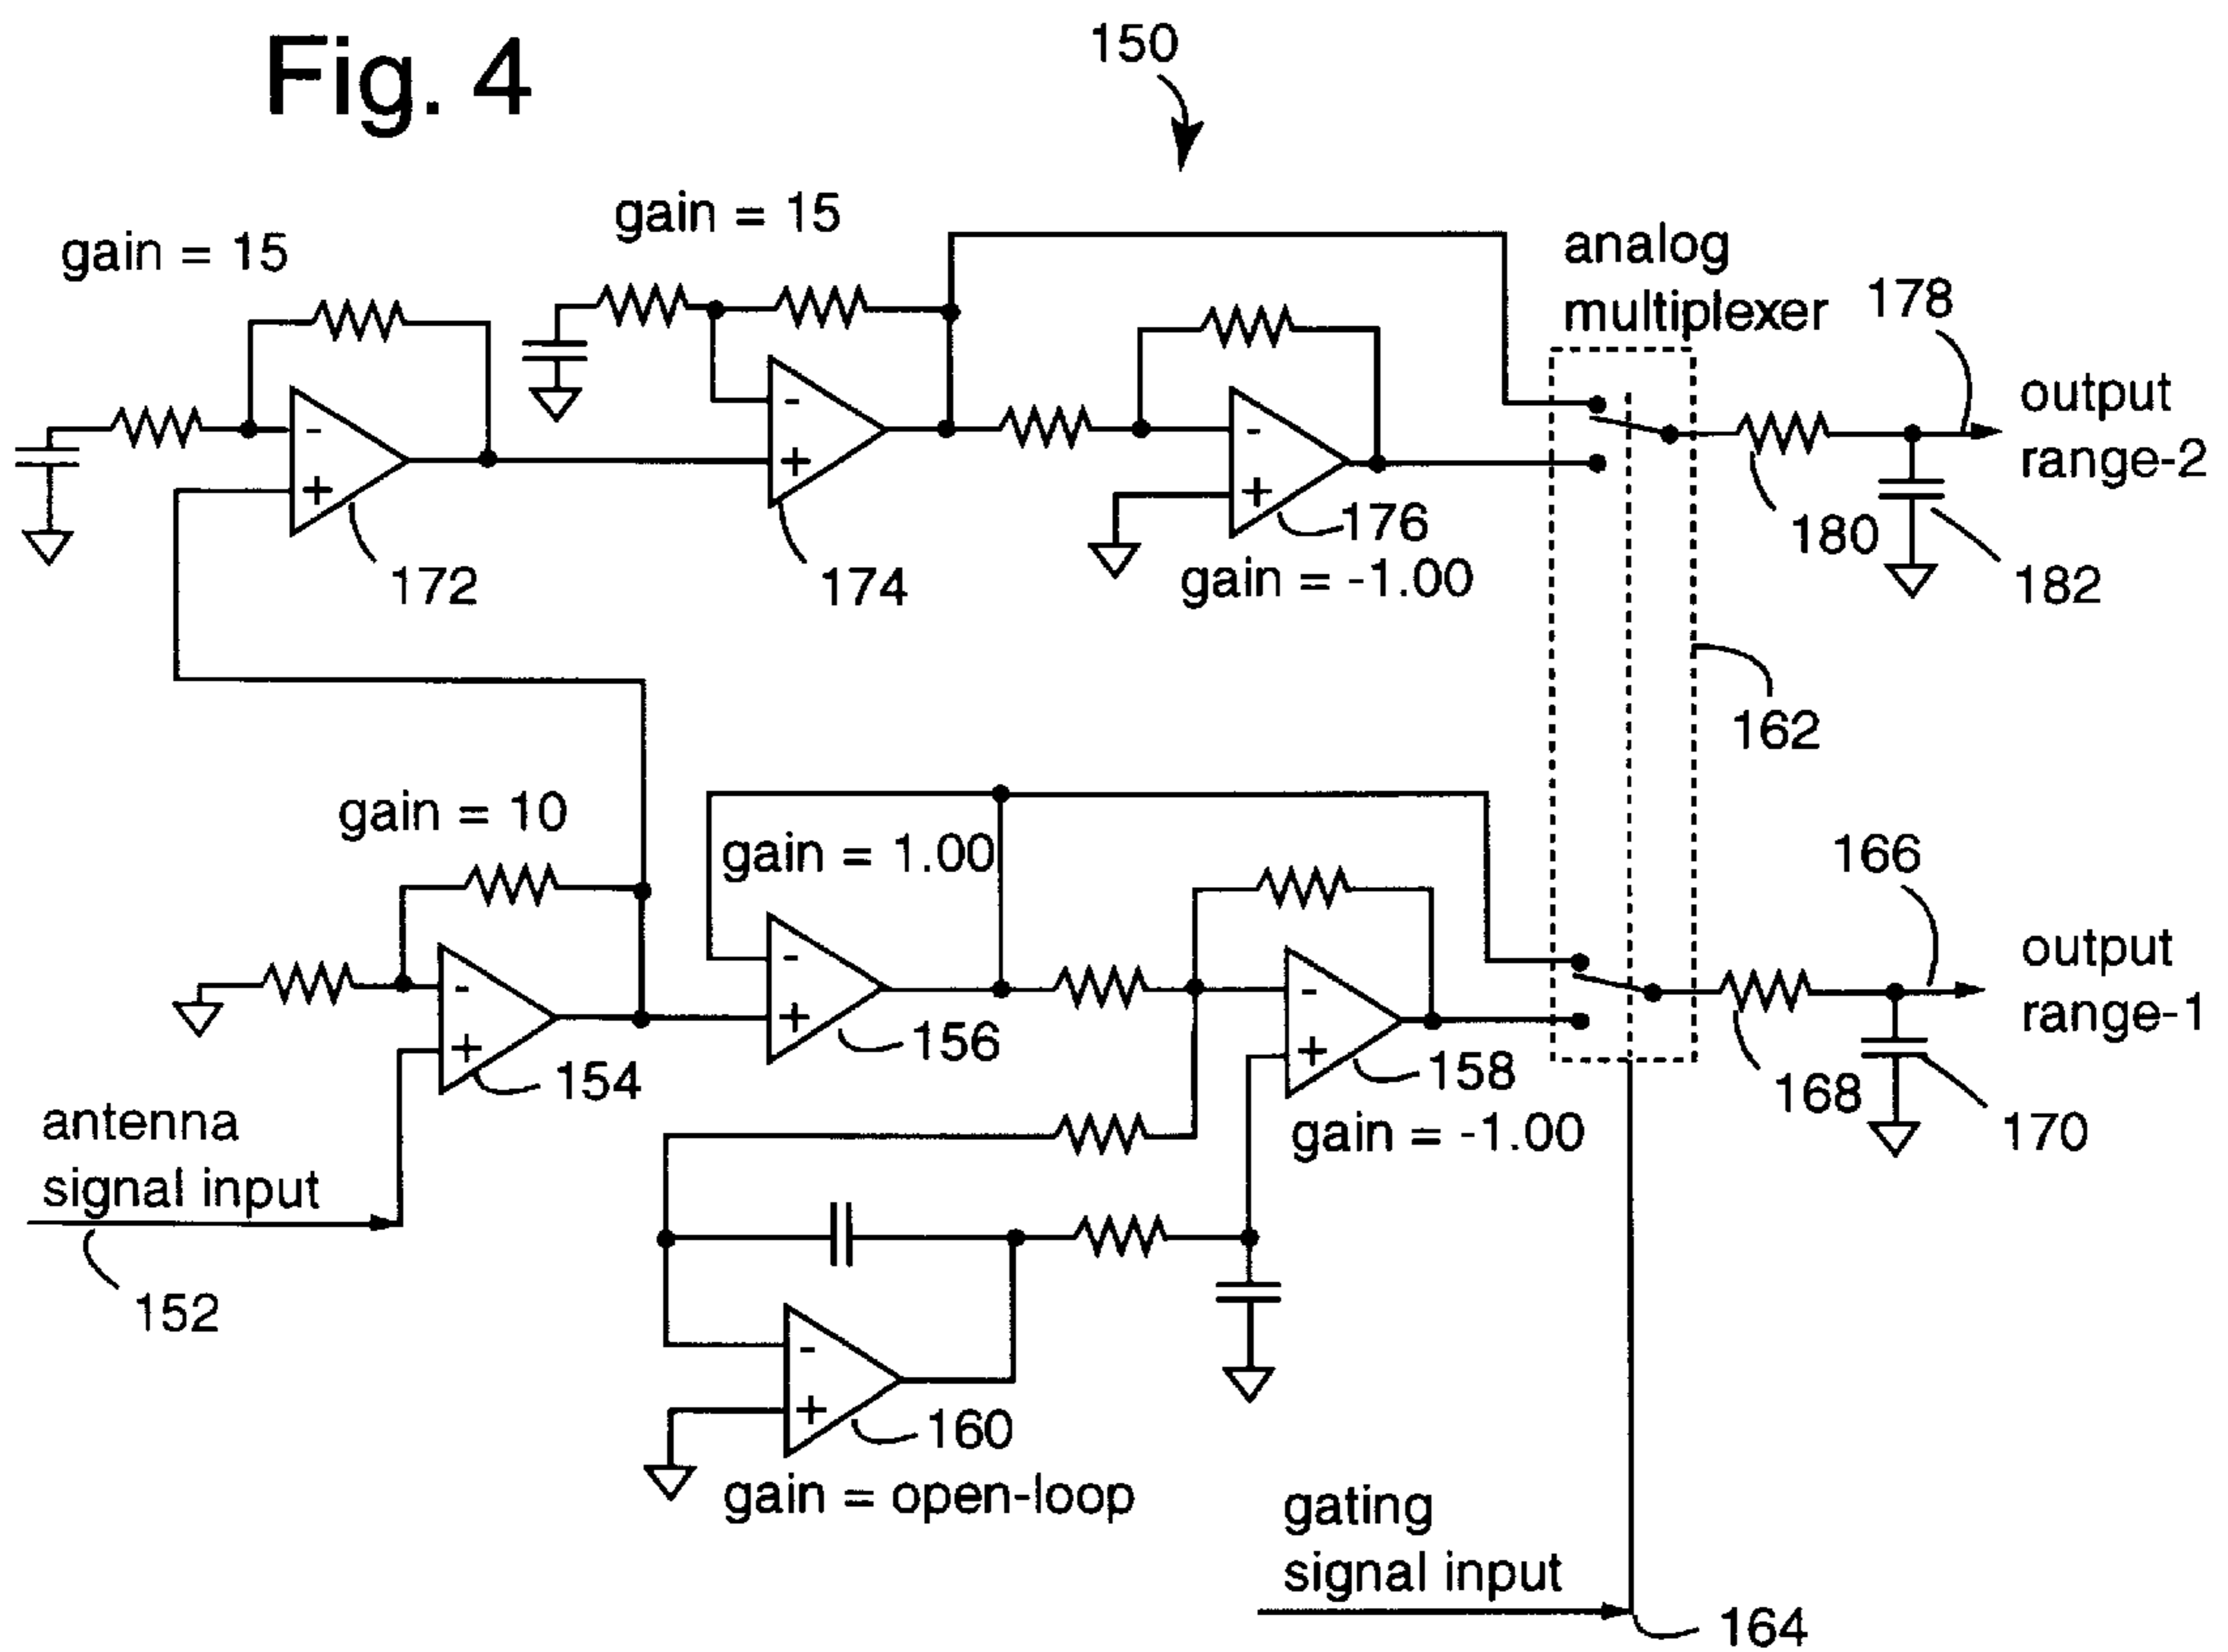 Fig. 4
150
gain = 15
gain = 15
analog
multiplexer
178
output
range-2
-
+
172
-
+
174
-
+
176
gain = -1.00
180
182
162
gain = 10
gain = 1.00
166
output
range-1
-
+
154
-
+
156
-
+
158
gain = -1.00
168
170
antenna
signal input
152
-
+
160
gain = open-loop
gating
signal input
164